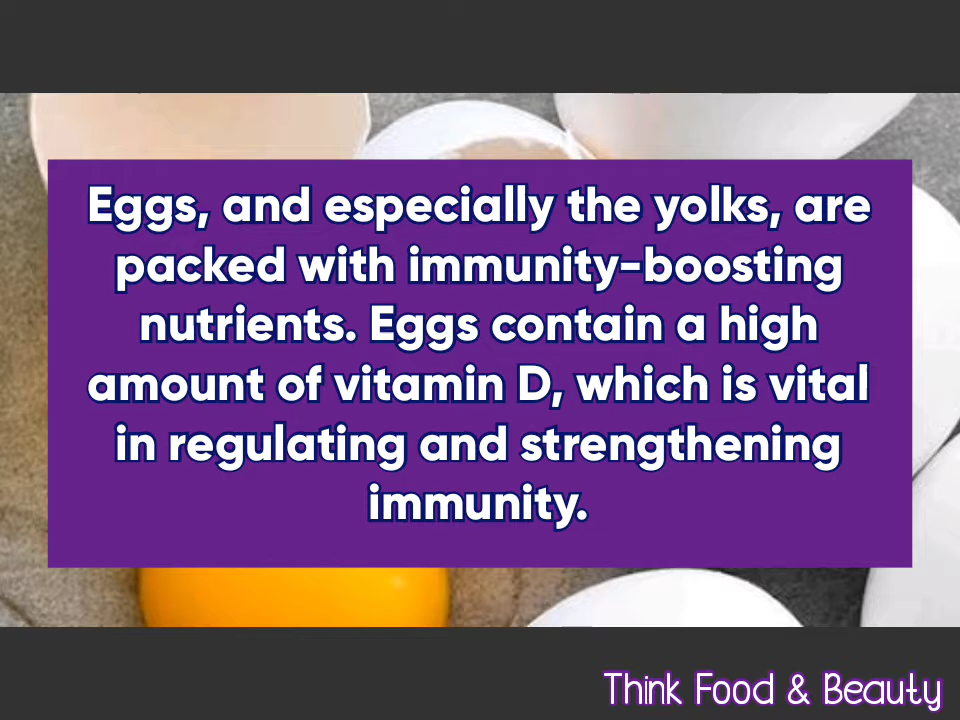 Eggs, and especially the yolks, are
packed with immunity-boosting
nutrients. Eggs contain a high
amount of vitamin D, which is vital
in regulating and strengthening
immunity.
Think Food & Beauty